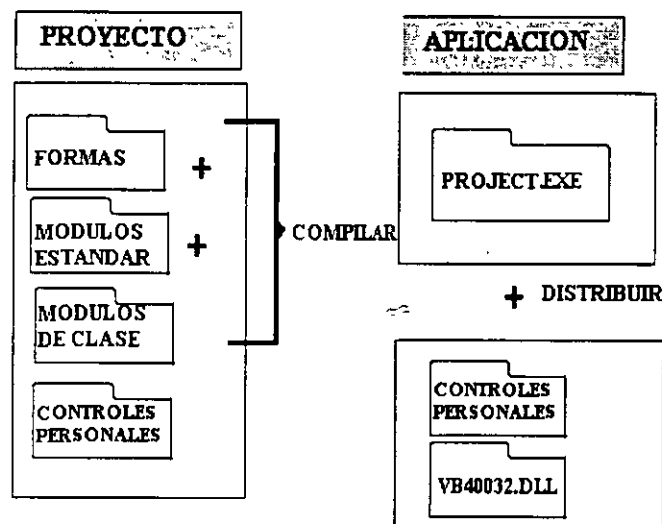 PROYECTO
FORMAS
+
MODULOS
ESTANDAR
+
MODULOS
DE CLASE
CONTROLES
PERSONALES
COMPILAR
APLICACION
PROJECT.EXE
+ DISTRIBUIR
CONTROLES
PERSONALES
VB40032.DLL